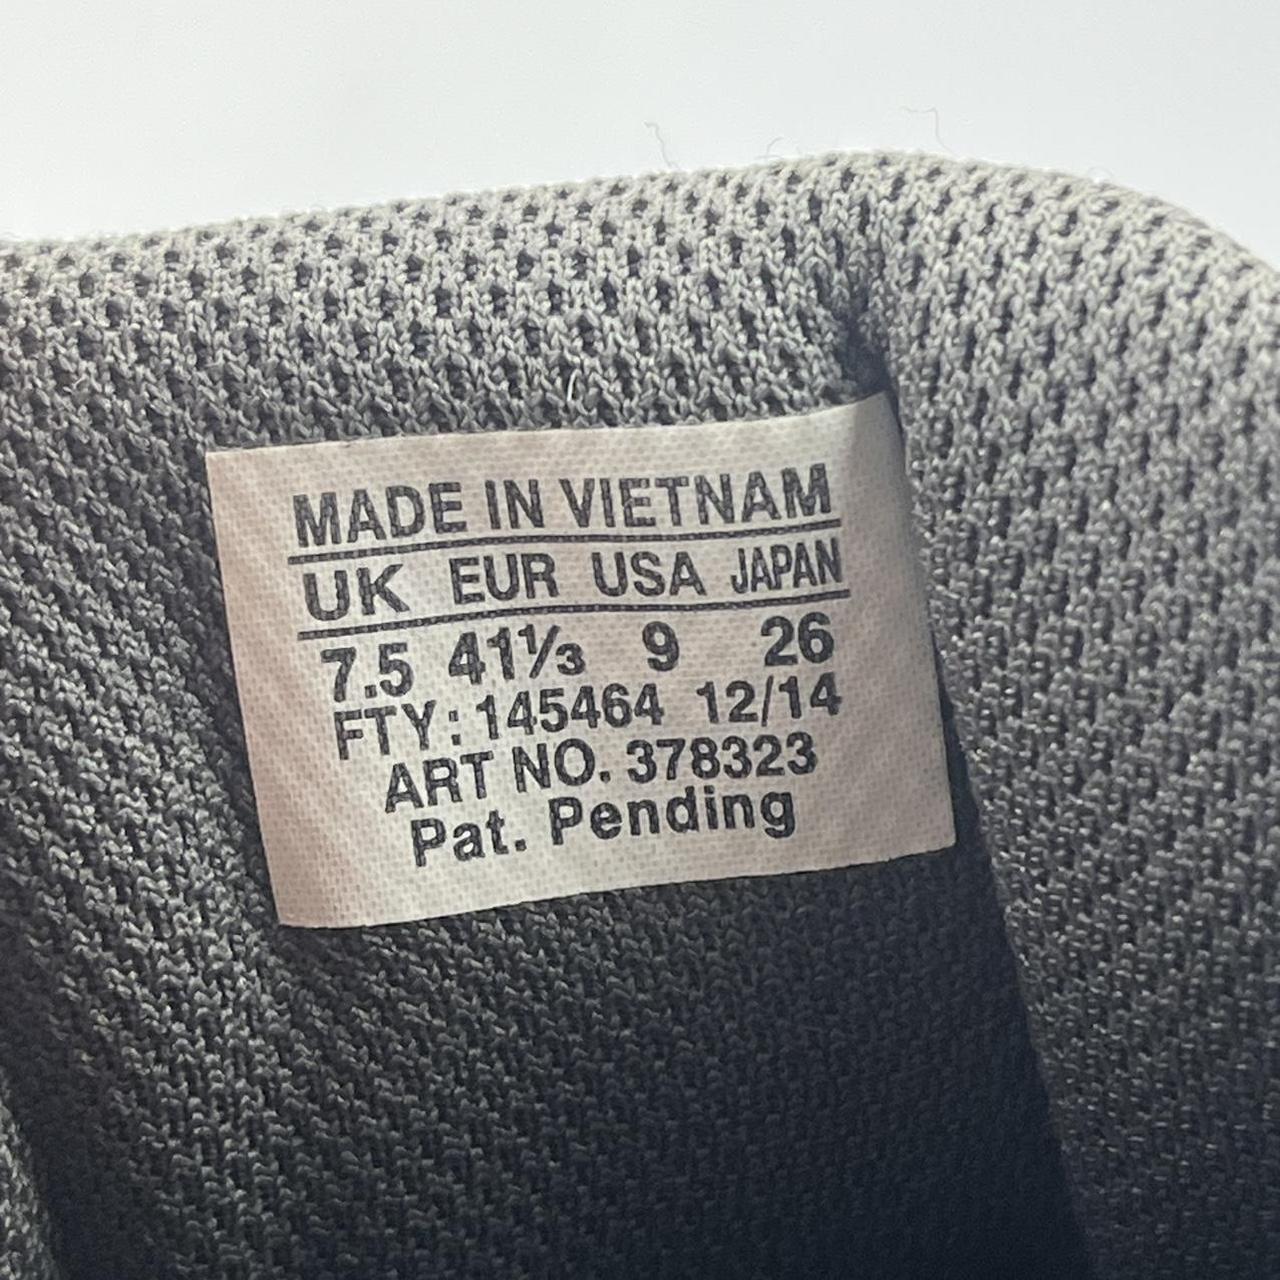 MADE IN VIETNAM
UK EUR USA JAPAN
7.5 41⅓ 9 26
FTY: 145464 12/14
ART NO. 378323
Pat. Pending